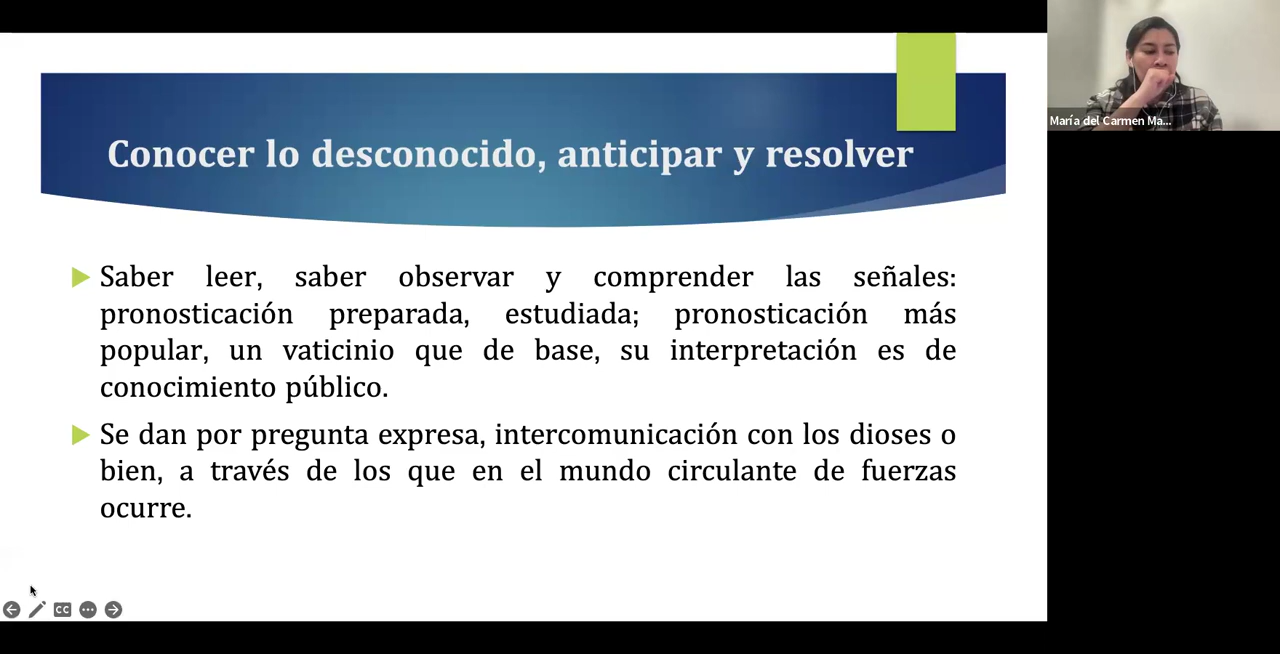 Conocer lo desconocido, anticipar y resolver
Saber leer, saber observar y comprender las señales:
pronosticación preparada, estudiada; pronosticación más
popular, un vaticinio que de base, su interpretación es de
conocimiento público.
Se dan por pregunta expresa, intercomunicación con los dioses o
bien, a través de los que en el mundo circulante de fuerzas
ocurre.
María del Carmen Ma...
CC